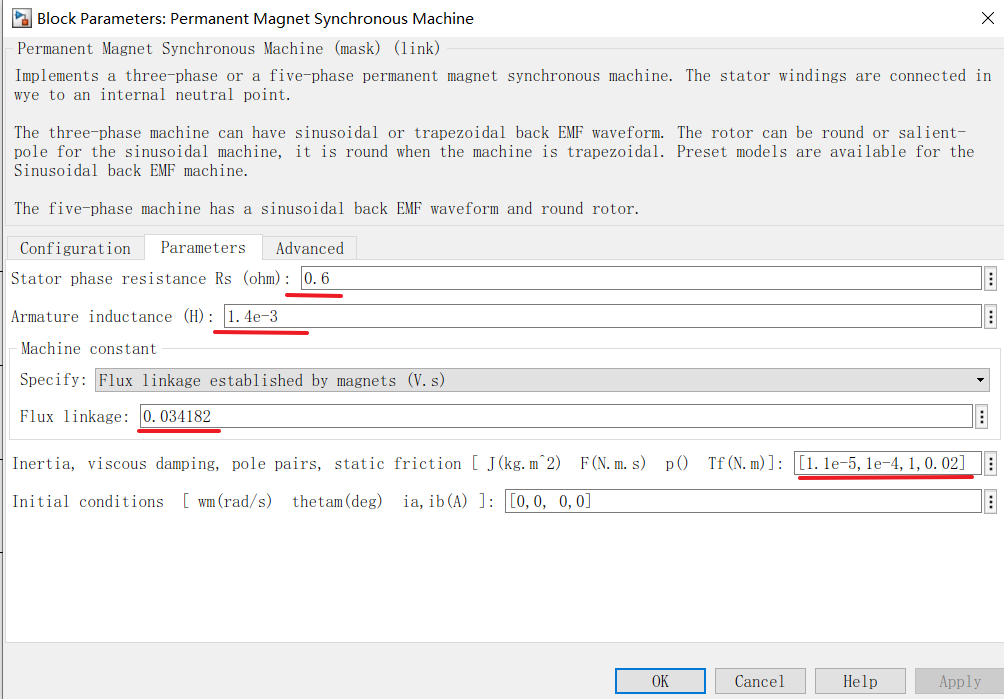 Block Parameters: Permanent Magnet Synchronous Machine
Permanent Magnet Synchronous Machine (mask) (link)
Implements a three-phase or a five-phase permanent magnet synchronous machine. The stator windings are connected in
wye to an internal neutral point.
The three-phase machine can have sinusoidal or trapezoidal back EMF waveform. The rotor can be round or salient-
pole for the sinusoidal machine, it is round when the machine is trapezoidal. Preset models are available for the
Sinusoidal back EMF machine.
The five-phase machine has a sinusoidal back EMF waveform and round rotor.
Configuration Parameters Advanced
Stator phase resistance Rs (ohm): 0.6
Armature inductance (H): 1.4e-3
Machine constant
Specify: Flux linkage established by magnets (V.s)
Flux linkage: 0.034182
Inertia, viscous damping, pole pairs, static friction [ J(kg.m^2) F(N.m.s) p() Tf(N.m)]: [1.1e-5,1e-4,1,0.02]
Initial conditions [ wm(rad/s) thetam(deg) ia,ib(A) ]: [0,0, 0,0]
OK Cancel Help Apply